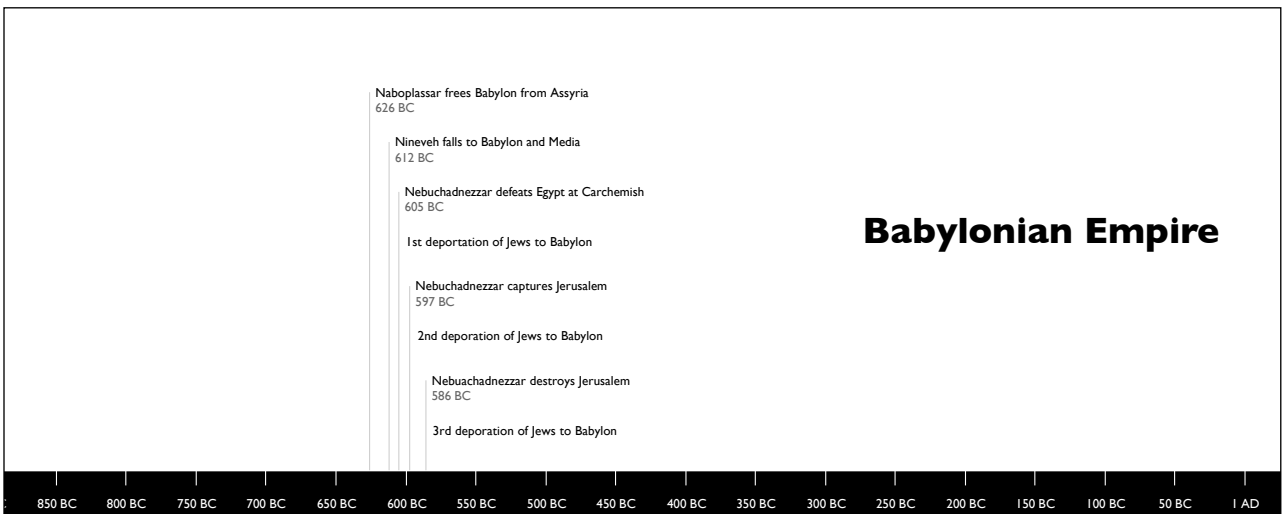 Naboplassar frees Babylon from Assyria
626 BC
Nineveh falls to Babylon and Media
612 BC
Nebuchadnezzar defeats Egypt at Carchemish
605 BC
1st deportation of Jews to Babylon
Babylonian Empire
Nebuchadnezzar captures Jerusalem
597 BC
2nd deporation of Jews to Babylon
Nebuachadnezzar destroys Jerusalem
586 BC
3rd deporation of Jews to Babylon
850 BC 800 BC 750 BC 700 BC 650 BC 600 BC 550 BC 500 BC 450 BC 400 BC 350 BC 300 BC 250 BC 200 BC 150 BC 100 BC 50 BC 1 AD